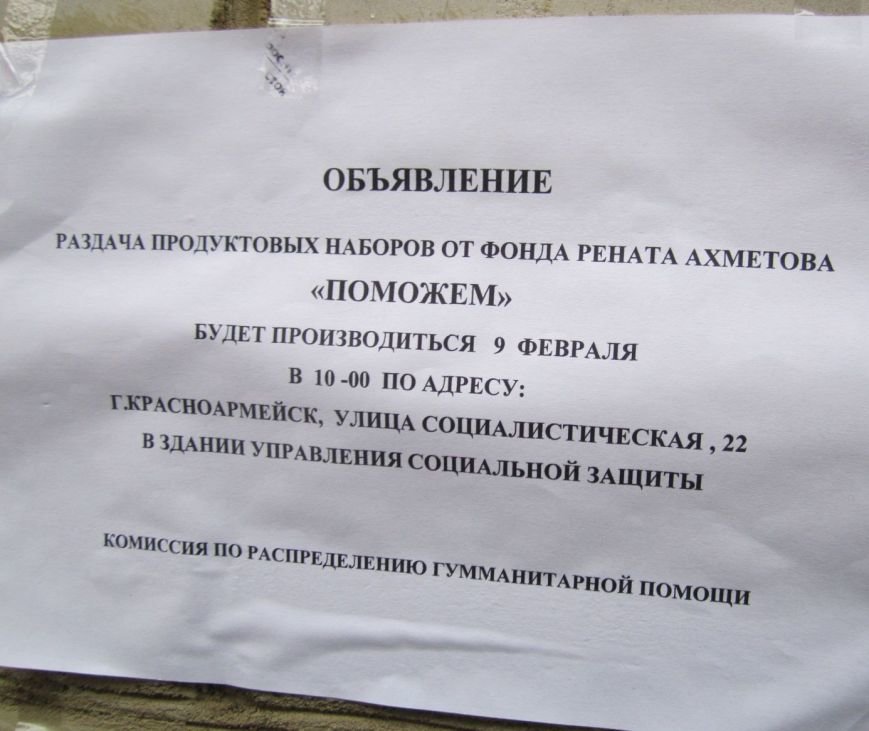 ОБЪЯВЛЕНИЕ
РАЗДАЧА ПРОДУКТОВЫХ НАБОРОВ ОТ ФОНДА РЕНАТА АХМЕТОВА
«ПОМОЖЕМ»
БУДЕТ ПРОИЗВОДИТЬСЯ 9 ФЕВРАЛЯ
В 10 -00 ПО АДРЕСУ:
Г.КРАСНОАРМЕЙСК, УЛИЦА СОЦИАЛИСТИЧЕСКАЯ , 22
В ЗДАНИИ УПРАВЛЕНИЯ СОЦИАЛЬНОЙ ЗАЩИТЫ
КОМИССИЯ ПО РАСПРЕДЕЛЕНИЮ ГУММАНИТАРНОЙ ПОМОЩИ